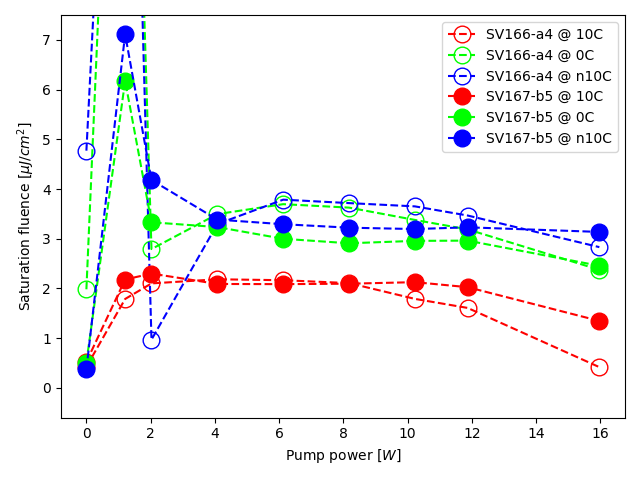 SV166-a4 @ 10C
SV166-a4 @ 0C
SV166-a4 @ n10C
SV167-b5 @ 10C
SV167-b5 @ 0C
SV167-b5 @ n10C
Saturation fluence [μJ/cm²]
7
6
5
4
3
2
1
0
0 2 4 6 8 10 12 14 16
Pump power [W]